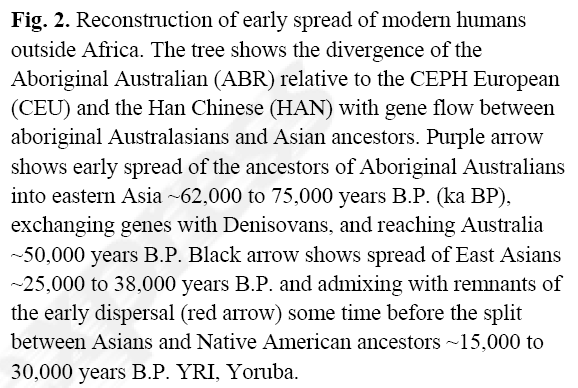 Fig. 2. Reconstruction of early spread of modern humans
outside Africa. The tree shows the divergence of the
Aboriginal Australian (ABR) relative to the CEPH European
(CEU) and the Han Chinese (HAN) with gene flow between
aboriginal Australasians and Asian ancestors. Purple arrow
shows early spread of the ancestors of Aboriginal Australians
into eastern Asia ~62,000 to 75,000 years B.P. (ka BP),
exchanging genes with Denisovans, and reaching Australia
~50,000 years B.P. Black arrow shows spread of East Asians
~25,000 to 38,000 years B.P. and admixing with remnants of
the early dispersal (red arrow) some time before the split
between Asians and Native American ancestors ~15,000 to
30,000 years B.P. YRI, Yoruba.